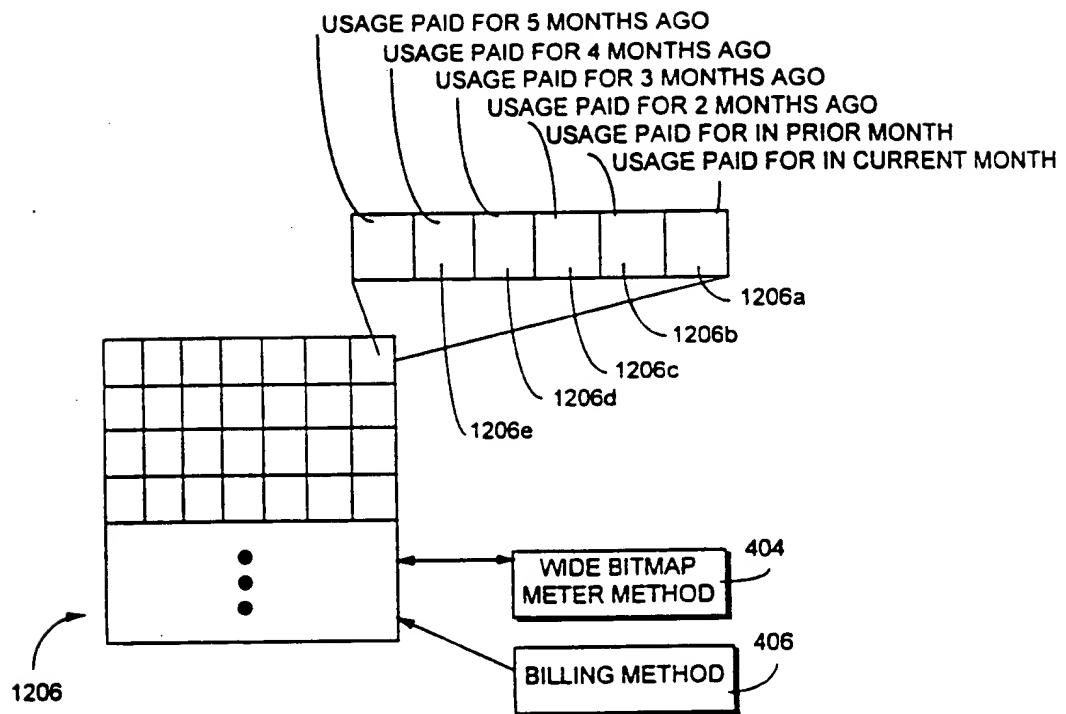 USAGE PAID FOR 5 MONTHS AGO
USAGE PAID FOR 4 MONTHS AGO
USAGE PAID FOR 3 MONTHS AGO
USAGE PAID FOR 2 MONTHS AGO
USAGE PAID FOR IN PRIOR MONTH
USAGE PAID FOR IN CURRENT MONTH
1206a
1206b
1206c
1206d
1206e
404
WIDE BITMAP
METER METHOD
406
BILLING METHOD
1206